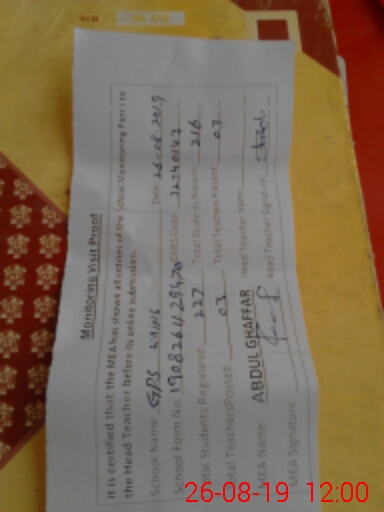 Monitoring Visit Proof
It is certified that the MEA has shown all entries of the School Monitoring Form to
the Head Teacher before its online submission.
School Name GPS Date 26-08-2019
School Form No. EMIS Code
Total Students Registered 227 Total Students Present 216
Total Teachers Posted 03 Total Teachers Present 03
MEA Name ABDUL GHAFFAR Head Teacher Name
MEA Signature Head Teacher Signature
26-08-19 12:00